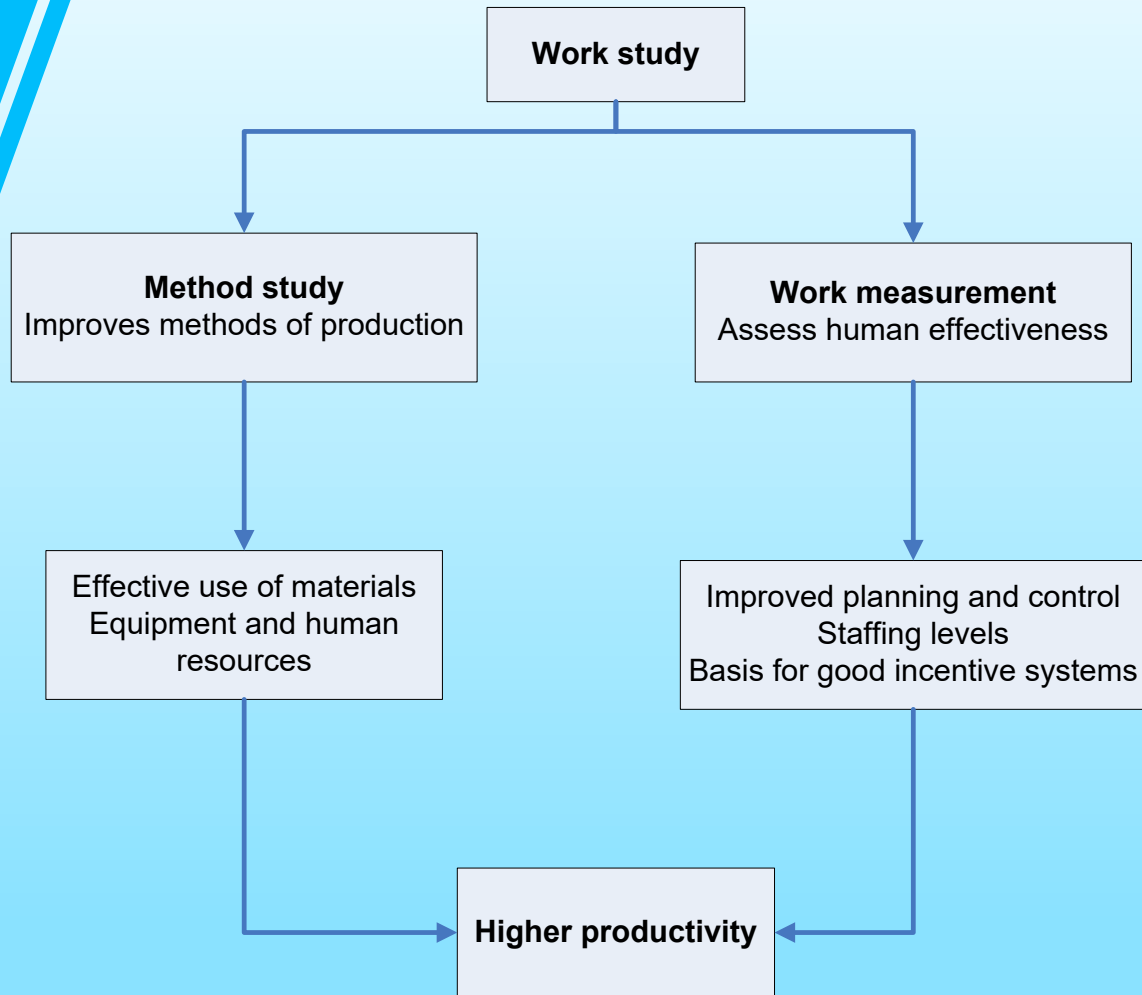 Work study
Method study
Improves methods of production
Work measurement
Assess human effectiveness
Effective use of materials
Equipment and human
resources
Improved planning and control
Staffing levels
Basis for good incentive systems
Higher productivity